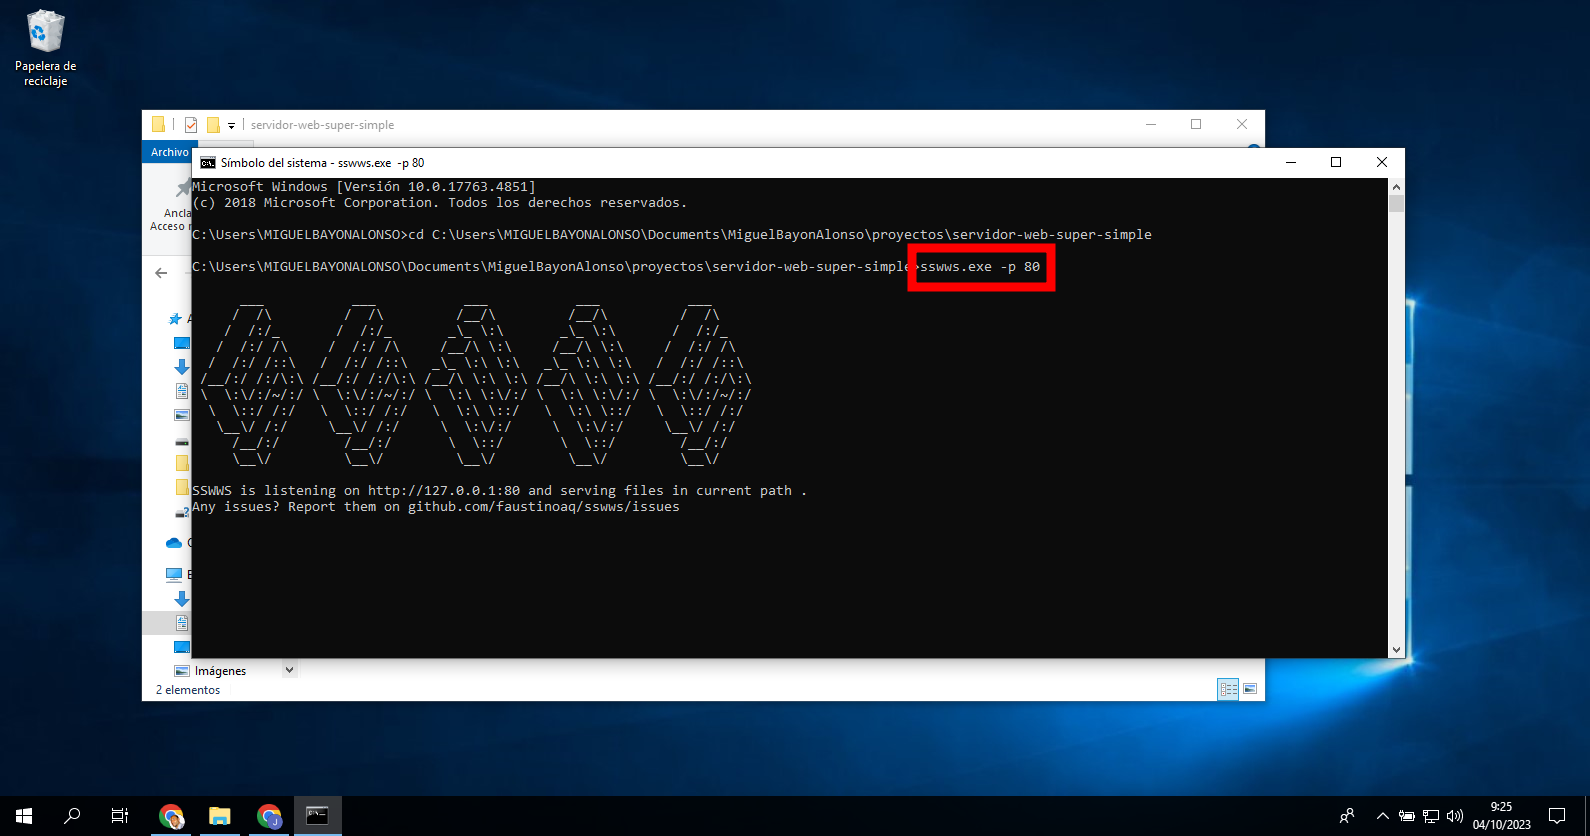 Papelera de
reciclaje
servidor-web-super-simple
Archivo
Símbolo del sistema - sswws.exe -p 80
Microsoft Windows [Versión 10.0.17763.4851]
(c) 2018 Microsoft Corporation. Todos los derechos reservados.
Ancla
Acceso r
C:\Users\MIGUELBAYONALONSO>cd C:\Users\MIGUELBAYONALONSO\Documents\MiguelBayonAlonso\proyectos\servidor-web-super-simple
C:\Users\MIGUELBAYONALONSO\Documents\MiguelBayonAlonso\proyectos\servidor-web-super-simple>sswws.exe -p 80
SSWWS is listening on http://127.0.0.1:80 and serving files in current path .
Any issues? Report them on github.com/faustinoaq/sswws/issues
Imágenes
2 elementos
9:25
04/10/2023